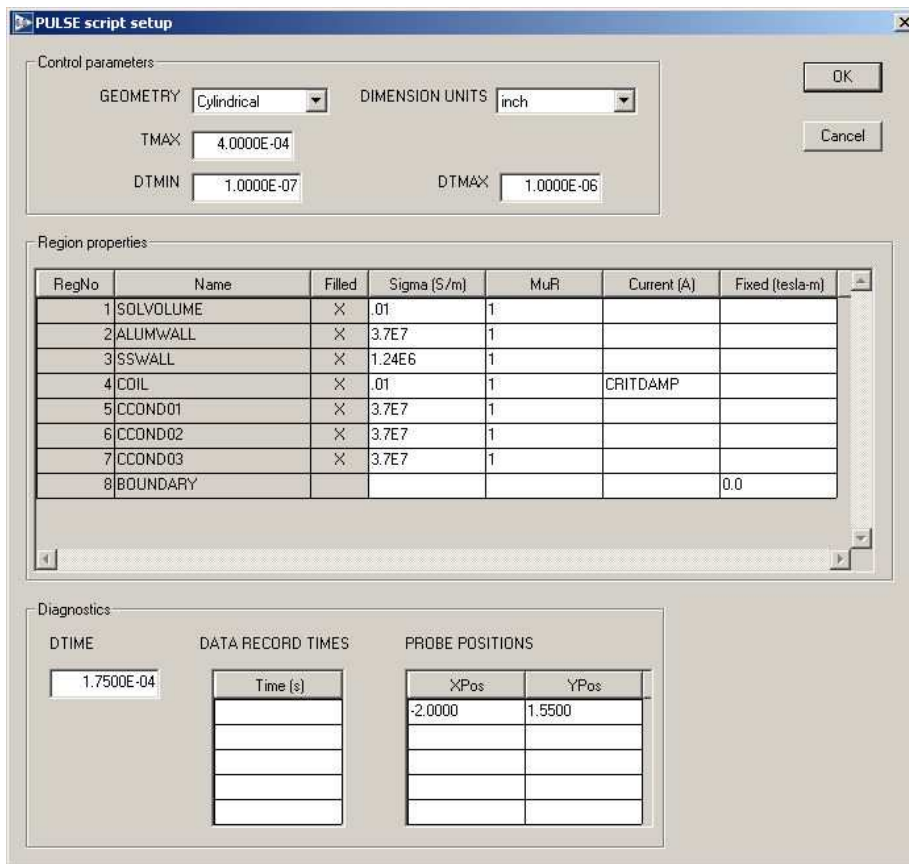 PULSE script setup
Control parameters
GEOMETRY Cylindrical DIMENSION UNITS inch
OK
TMAX 4.0000E-04
Cancel
DTMIN 1.0000E-07 DTMAX 1.0000E-06
Region properties
RegNo Name Filled Sigma (S/m) MuR Current (A) Fixed (tesla-m)
1 SOLVOLUME X .01 1
2 ALUMWALL X 3.7E7 1
3 SSWALL X 1.24E6 1
4 COIL X .01 1 CRITDAMP
5 CCOND01 X 3.7E7 1
6 CCOND02 X 3.7E7 1
7 CCOND03 X 3.7E7 1
8 BOUNDARY 0.0
Diagnostics
DTIME DATA RECORD TIMES PROBE POSITIONS
1.7500E-04 Time (s) XPos YPos
-2.0000 1.5500